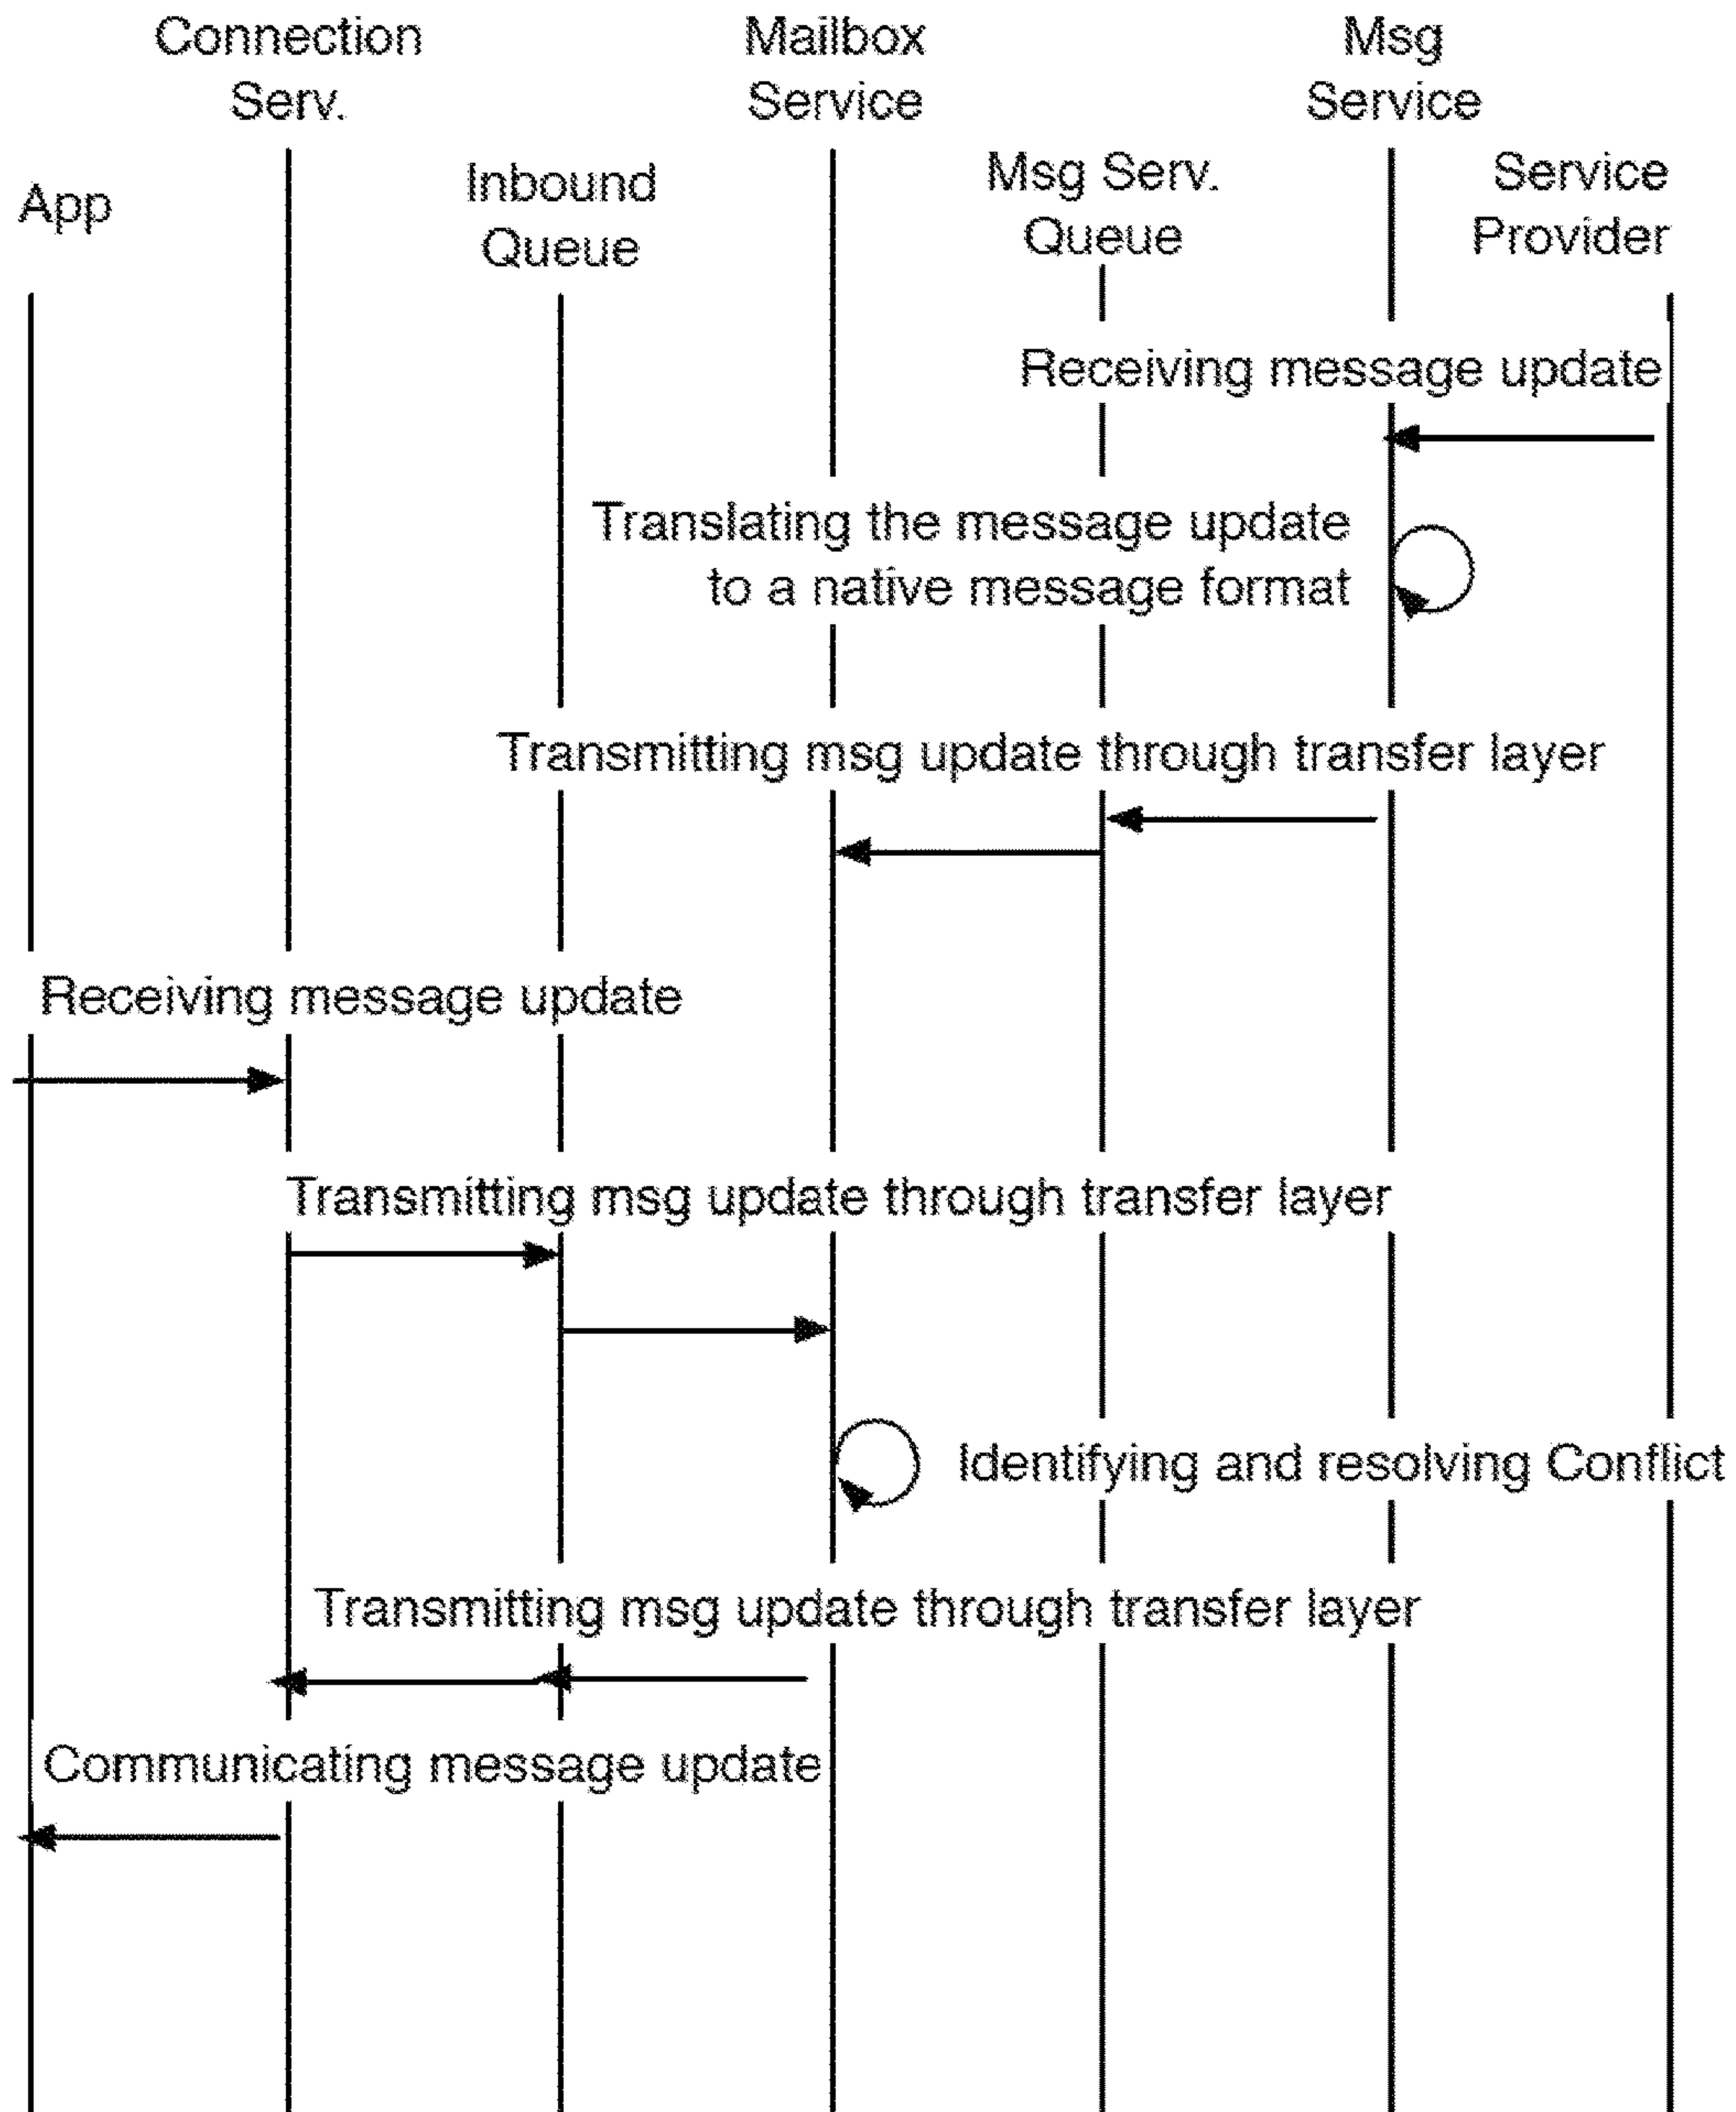 Connection
Serv.
Mailbox
Service
Msg
Service
App
Inbound
Queue
Msg Serv.
Queue
Service
Provider
Receiving message update
Translating the message update
to a native message format
Transmitting msg update through transfer layer
Receiving message update
Transmitting msg update through transfer layer
Identifying and resolving Conflict
Transmitting msg update through transfer layer
Communicating message update